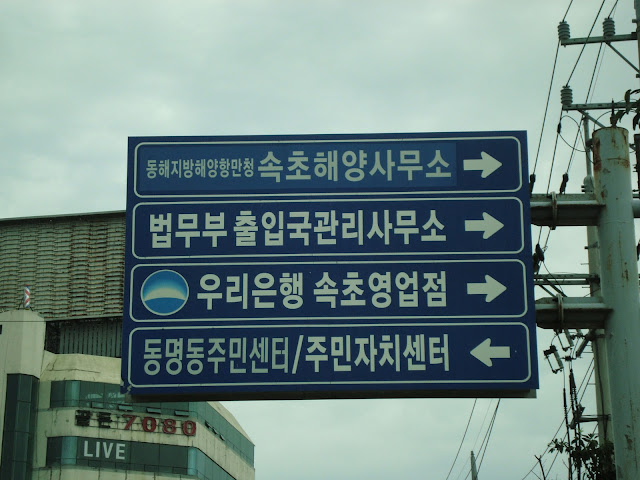 동해지방해양항만청 속초해양사무소
법무부 출입국관리사무소
우리은행 속초영업점
동명동주민센터/주민자치센터
골든 7080
LIVE